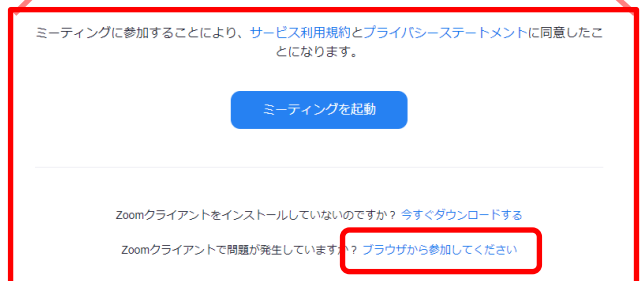 ミーティングに参加することにより、サービス利用規約とプライバシーステートメントに同意したこ
とになります。
ミーティングを起動
Zoomクライアントをインストールしていないのですか？ 今すぐダウンロードする
Zoomクライアントで問題が発生していますか？ ブラウザから参加してください